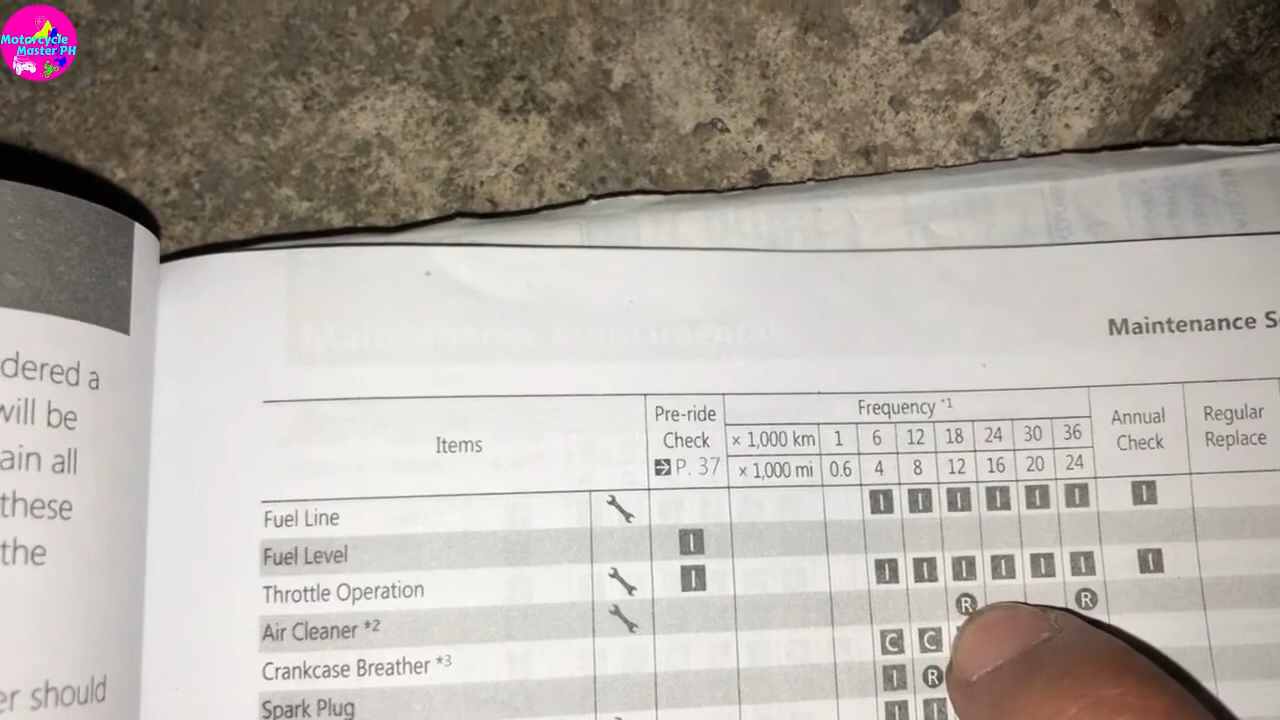 Motorcycle
Master PH
dered a
will be
ain all
these
the
er should
Maintenance S
Items
Pre-ride
Check
P. 37
Frequency *1
× 1,000 km 1 6 12 18 24 30 36
× 1,000 mi 0.6 4 8 12 16 20 24
Annual
Check
Regular
Replace
Fuel Line I I I I I I I
Fuel Level I
Throttle Operation I I I I I I I I
Air Cleaner *2 R R
Crankcase Breather *3 C C
Spark Plug I R
I I